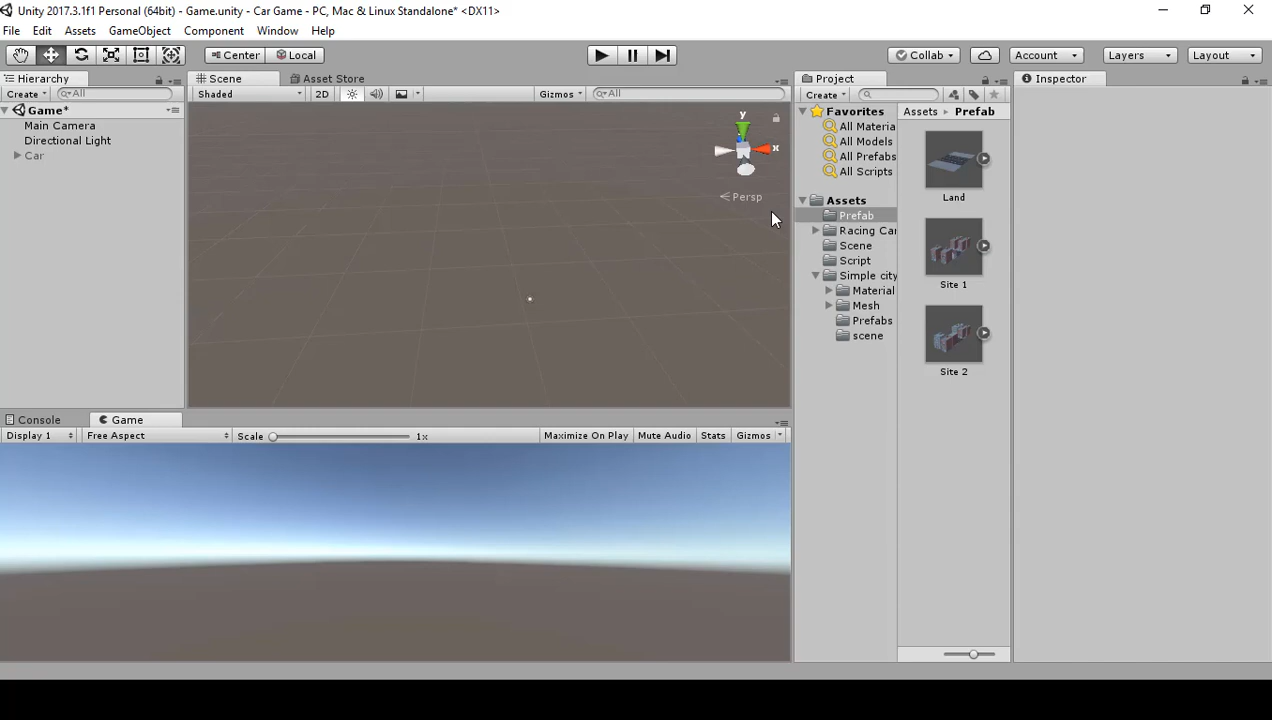 Unity 2017.3.1f1 Personal (64bit) - Game.unity - Car Game - PC, Mac & Linux Standalone* <DX11>
File Edit Assets GameObject Component Window Help
Center Local Collab Account Layers Layout
Hierarchy Scene Asset Store Project Inspector
Create All Shaded 2D Gizmos All Create
Game*
Main Camera
Directional Light
Car
y
x
Persp
Favorites
All Materia
All Models
All Prefabs
All Scripts
Assets
Prefab
Racing Car
Scene
Script
Simple city
Material
Mesh
Prefabs
scene
Assets Prefab
Land
Site 1
Site 2
Console Game
Display 1 Free Aspect Scale 1x Maximize On Play Mute Audio Stats Gizmos